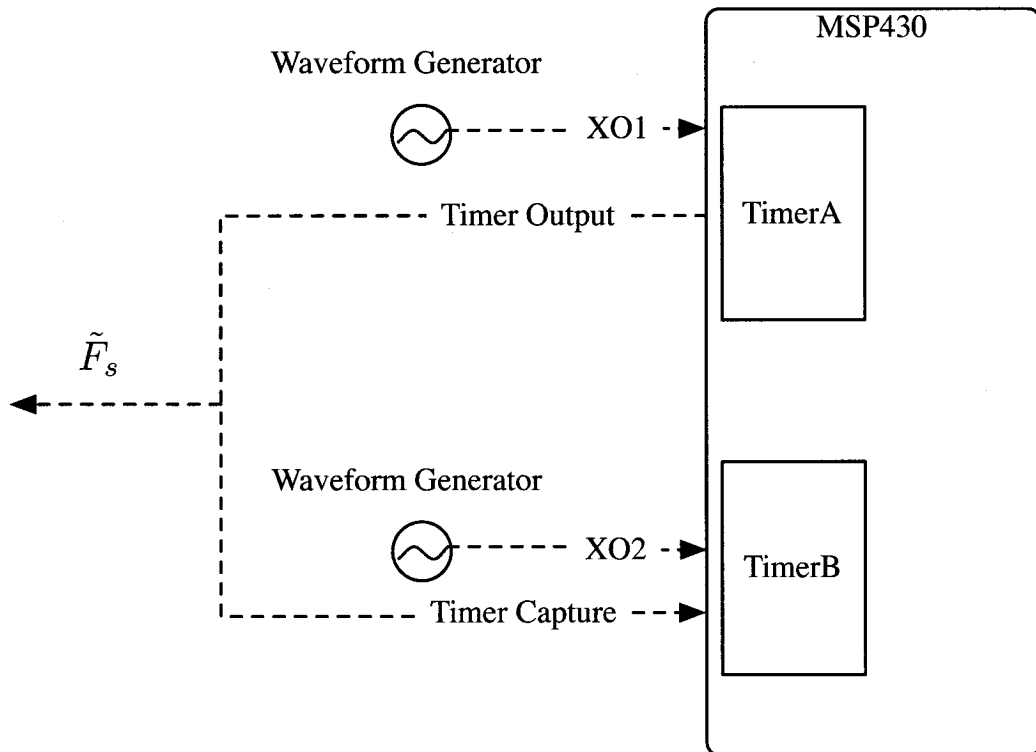 MSP430
Waveform Generator
XO1
Timer Output
TimerA
F̃ₛ
Waveform Generator
XO2
TimerB
Timer Capture